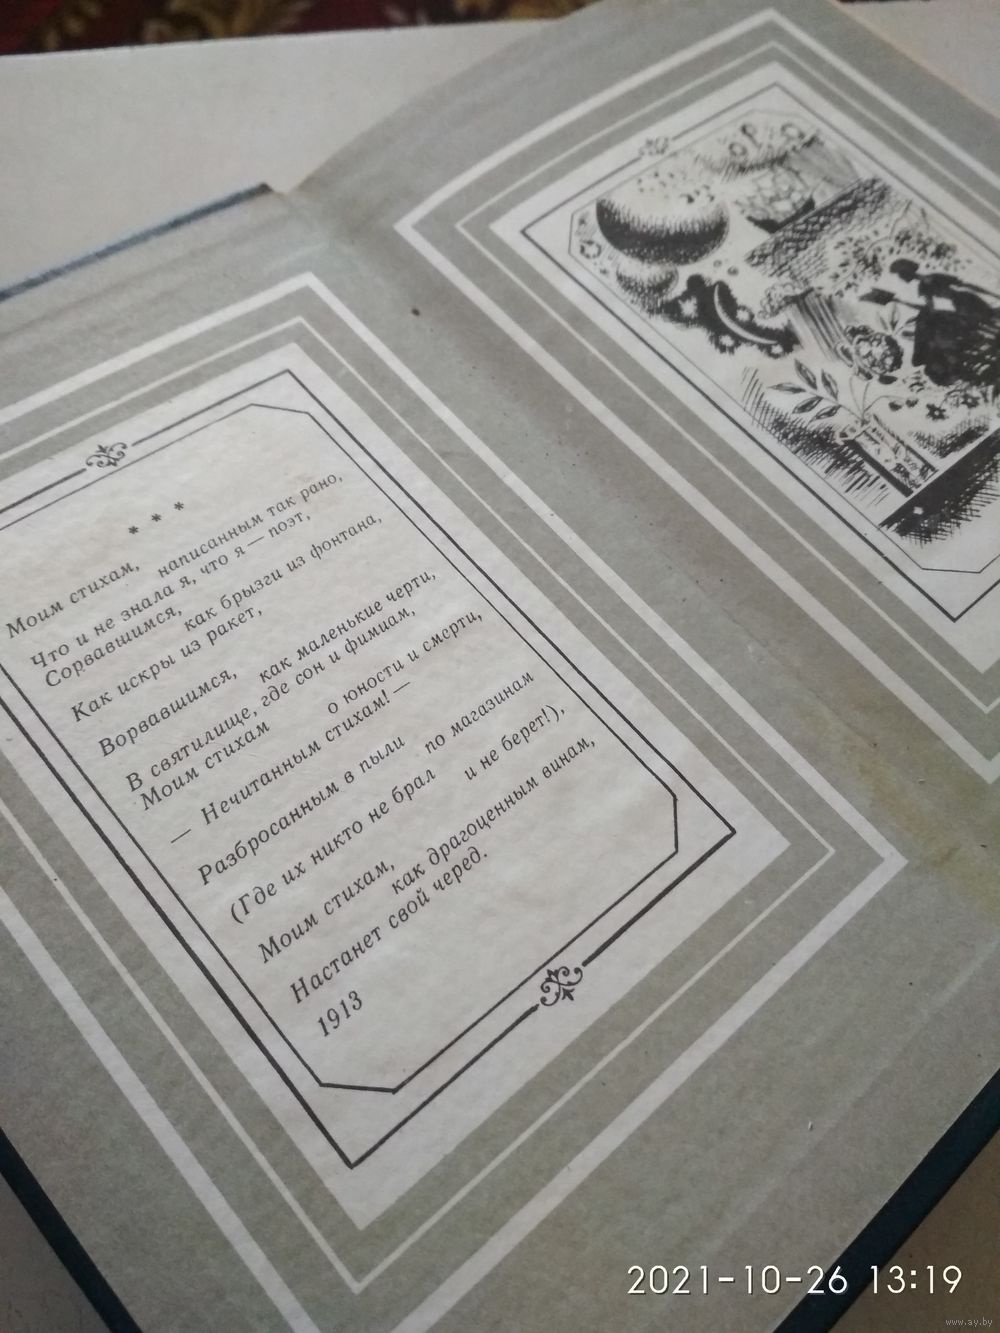 * * *
Моим стихам,
написанным так рано,
Что и не знала я, что я — поэт,
Сорвавшимся,
как брызги из фонтана,
Как искры из ракет,
Ворвавшимся,
как маленькие черти,
В святилище, где сон и фимиам,
Моим стихам
о юности и смерти,
— Нечитанным стихам! —
Разбросанным в пыли
по магазинам
(Где их никто не брал
и не берет!),
Моим стихам,
как драгоценным винам,
Настанет свой черед.
1913
2021-10-26 13:19
www.ay.by